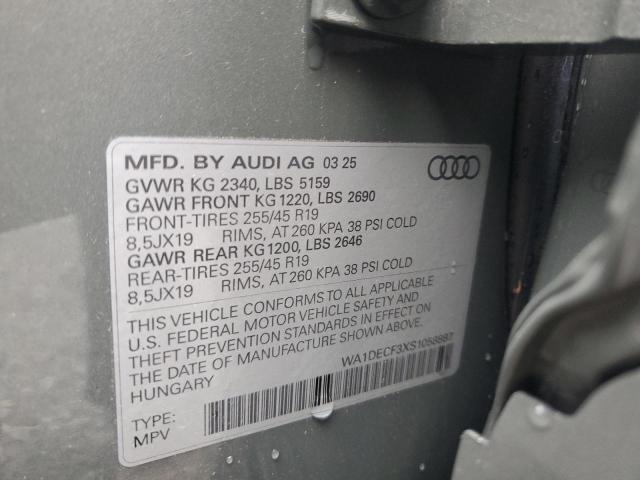 MFD. BY AUDI AG 03 25
GVWR KG 2340, LBS 5159
GAWR FRONT KG 1220, LBS 2690
FRONT-TIRES 255/45 R19
8,5JX19 RIMS, AT 260 KPA 38 PSI COLD
GAWR REAR KG 1200, LBS 2646
REAR-TIRES 255/45 R19
8,5JX19 RIMS, AT 260 KPA 38 PSI COLD
THIS VEHICLE CONFORMS TO ALL APPLICABLE
U.S. FEDERAL MOTOR VEHICLE SAFETY AND
THEFT PREVENTION STANDARDS IN EFFECT ON
THE DATE OF MANUFACTURE SHOWN ABOVE.
HUNGARY
WA1DECF3XS1058887
TYPE:
MPV